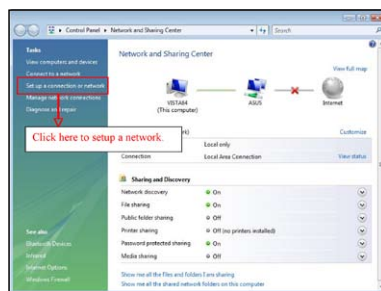 Control Panel ▸ Network and Sharing Center
Search
Tasks
View computers and devices
Connect to a network
Set up a connection or network
Manage network connections
Diagnose and repair
See also
Bluetooth Devices
Infrared
Internet Options
Windows Firewall
Network and Sharing Center
View full map
VISTA84
(This computer)
ASUS
Internet
Click here to setup a network.
Customize
Local only
Connection
Local Area Connection
View status
Sharing and Discovery
Network discovery
On
File sharing
On
Public folder sharing
Off
Printer sharing
Off (no printers installed)
Password protected sharing
On
Media sharing
Off
Show me all the files and folders I am sharing
Show me all the shared network folders on this computer